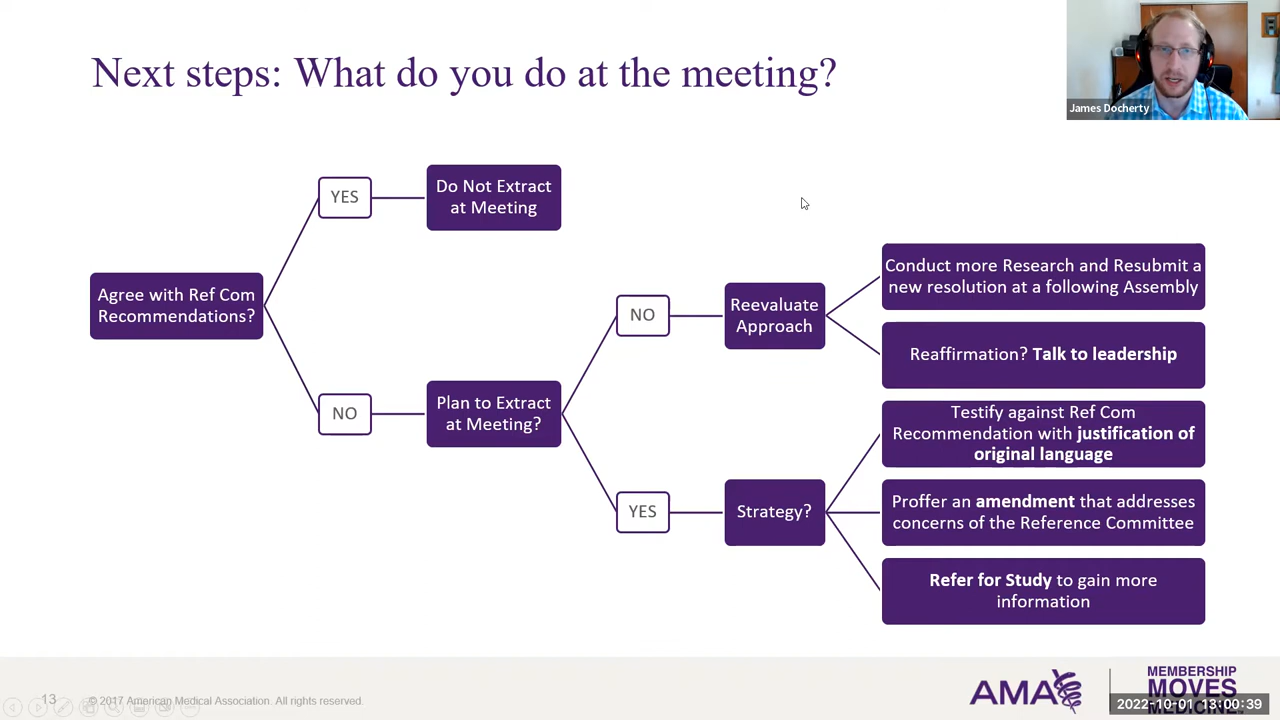 Next steps: What do you do at the meeting?
James Docherty
YES
Do Not Extract
at Meeting
Agree with Ref Com
Recommendations?
NO
Plan to Extract
at Meeting?
NO
Reevaluate
Approach
Conduct more Research and Resubmit a
new resolution at a following Assembly
Reaffirmation? Talk to leadership
YES
Strategy?
Testify against Ref Com
Recommendation with justification of
original language
Proffer an amendment that addresses
concerns of the Reference Committee
Refer for Study to gain more
information
13
© 2017 American Medical Association. All rights reserved.
AMA
MEMBERSHIP
MOVES
MEDICINE
2022-10-01 13:00:39